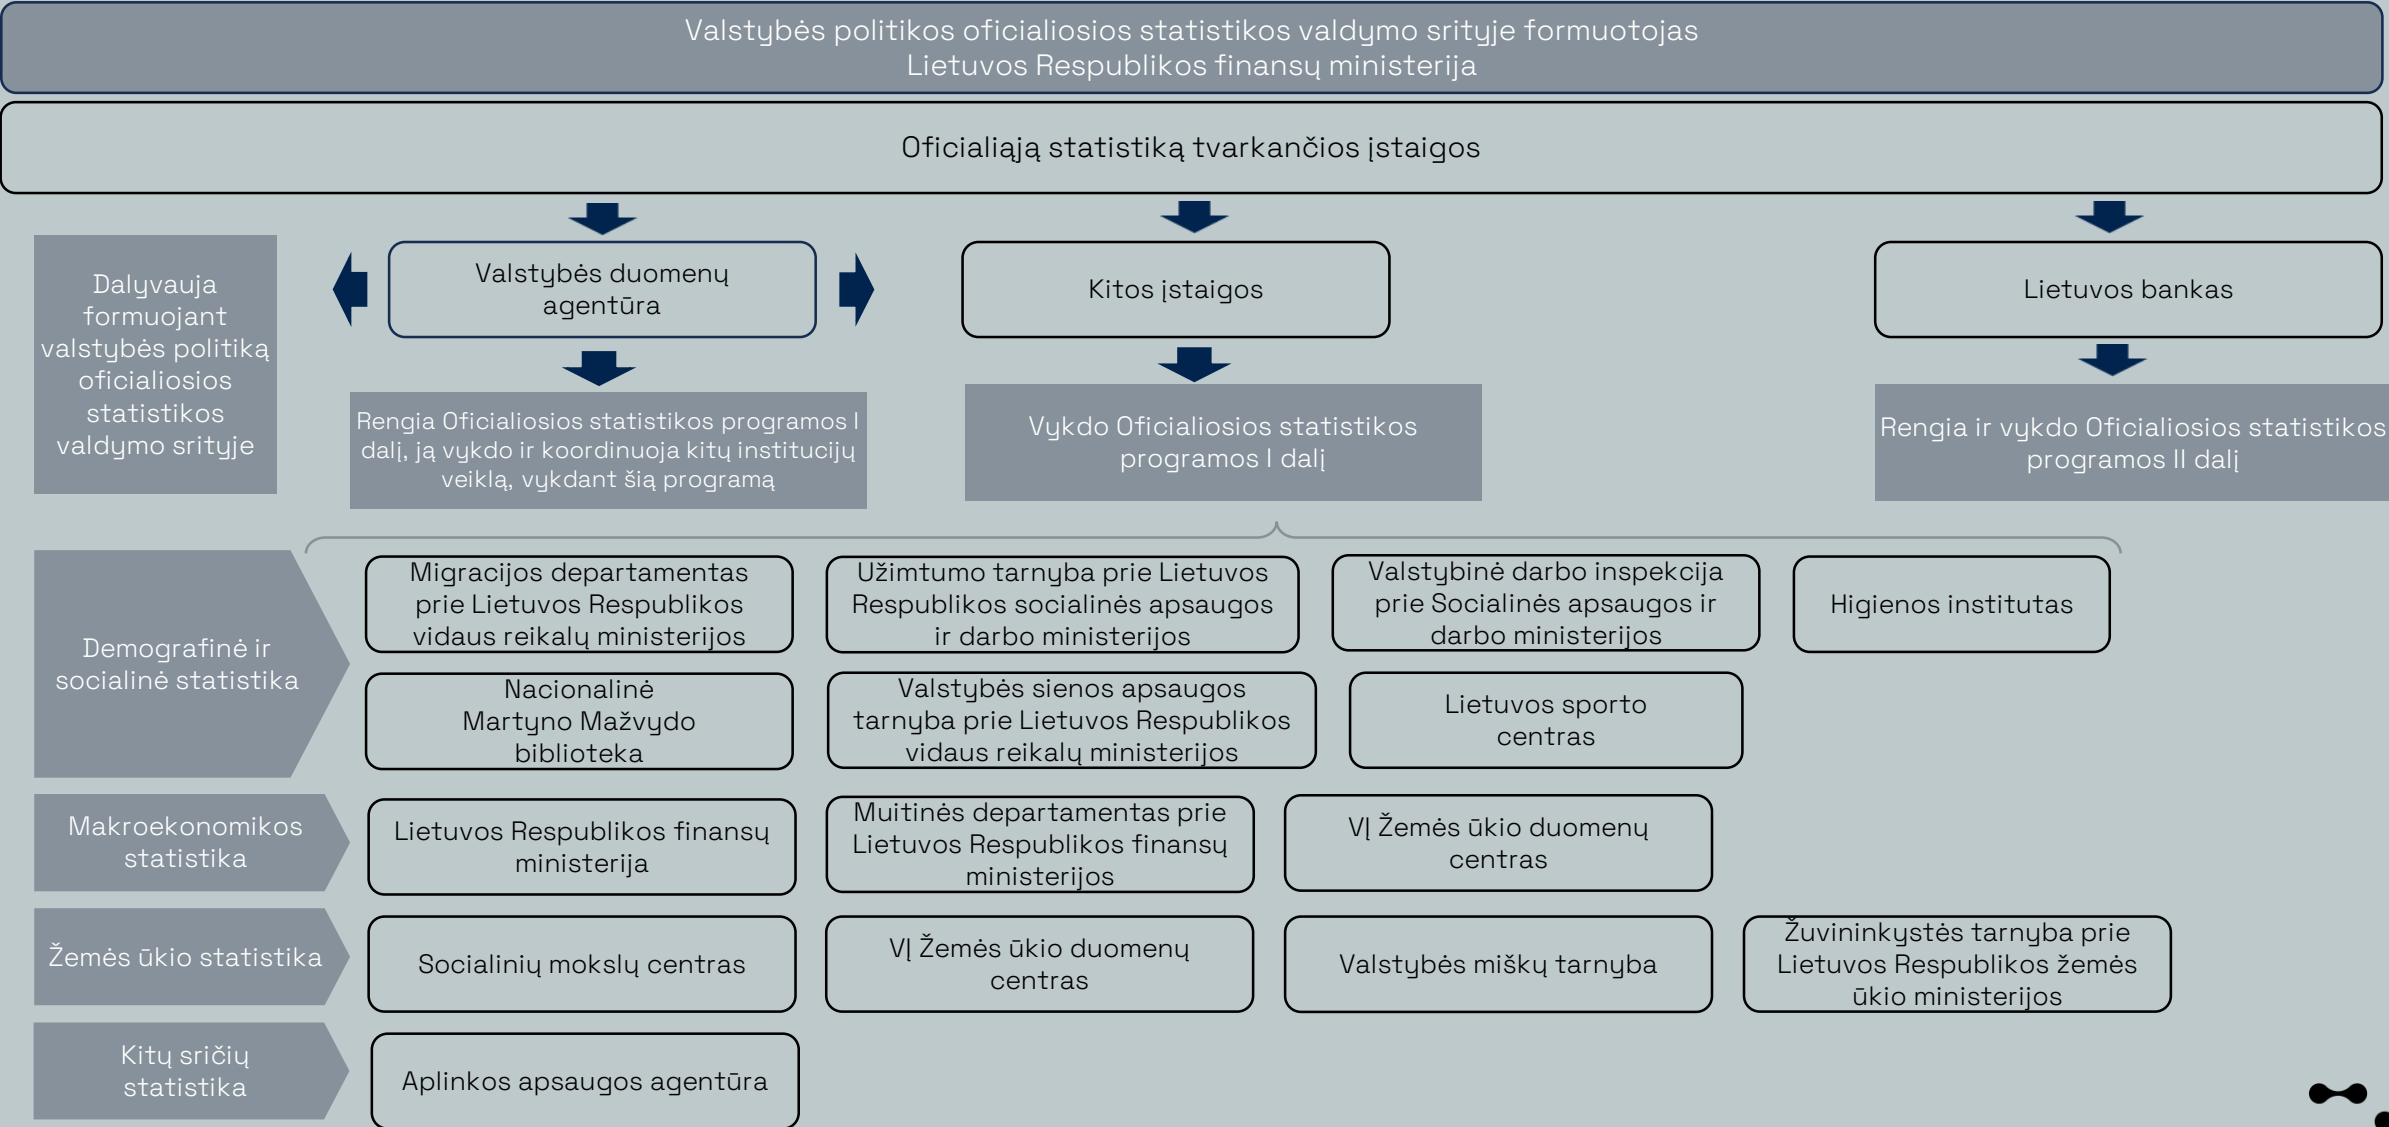 Valstybės politikos oficialiosios statistikos valdymo srityje formuotojas
Lietuvos Respublikos finansų ministerija
Oficialiąją statistiką tvarkančios įstaigos
Dalyvauja
formuojant
valstybės politiką
oficialiosios
statistikos
valdymo srityje
Valstybės duomenų
agentūra
Kitos įstaigos
Lietuvos bankas
Rengia Oficialiosios statistikos programos I
dalį, ją vykdo ir koordinuoja kitų institucijų
veiklą, vykdant šią programą
Vykdo Oficialiosios statistikos
programos I dalį
Rengia ir vykdo Oficialiosios statistikos
programos II dalį
Demografinė ir
socialinė statistika
Migracijos departamentas
prie Lietuvos Respublikos
vidaus reikalų ministerijos
Užimtumo tarnyba prie Lietuvos
Respublikos socialinės apsaugos
ir darbo ministerijos
Valstybinė darbo inspekcija
prie Socialinės apsaugos ir
darbo ministerijos
Higienos institutas
Nacionalinė
Martyno Mažvydo
biblioteka
Valstybės sienos apsaugos
tarnyba prie Lietuvos Respublikos
vidaus reikalų ministerijos
Lietuvos sporto
centras
Makroekonomikos
statistika
Lietuvos Respublikos finansų
ministerija
Muitinės departamentas prie
Lietuvos Respublikos finansų
ministerijos
VĮ Žemės ūkio duomenų
centras
Žemės ūkio statistika
Socialinių mokslų centras
VĮ Žemės ūkio duomenų
centras
Valstybės miškų tarnyba
Žuvininkystės tarnyba prie
Lietuvos Respublikos žemės
ūkio ministerijos
Kitų sričių
statistika
Aplinkos apsaugos agentūra